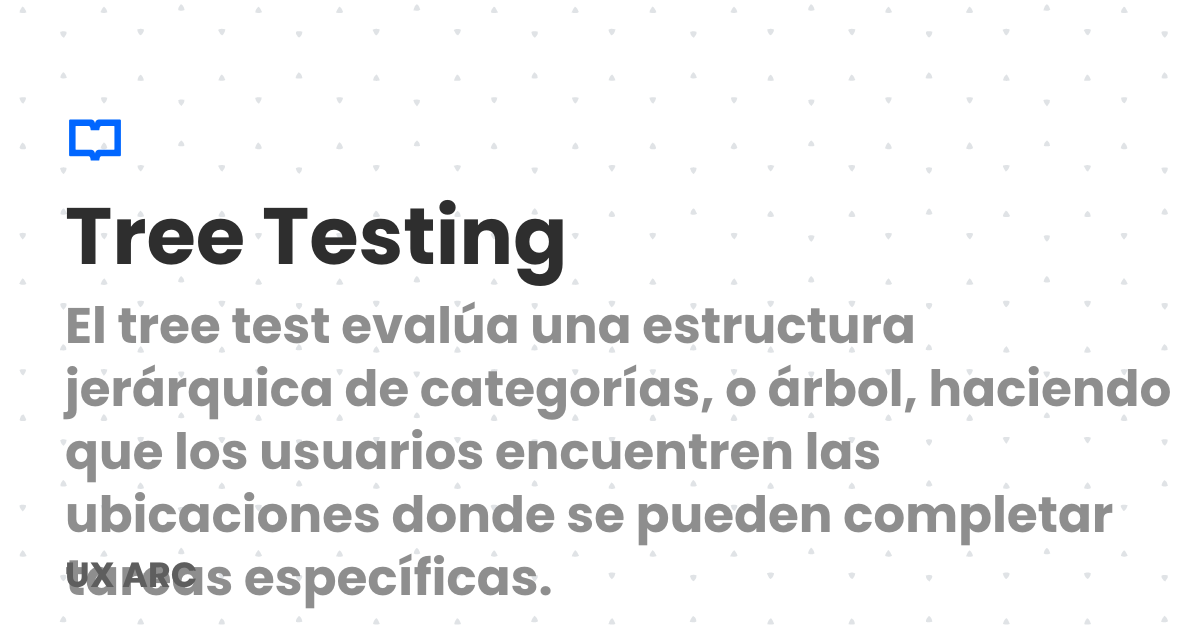 Tree Testing
El tree test evalúa una estructura
jerárquica de categorías, o árbol, haciendo
que los usuarios encuentren las
ubicaciones donde se pueden completar
tareas específicas.
UX ARC